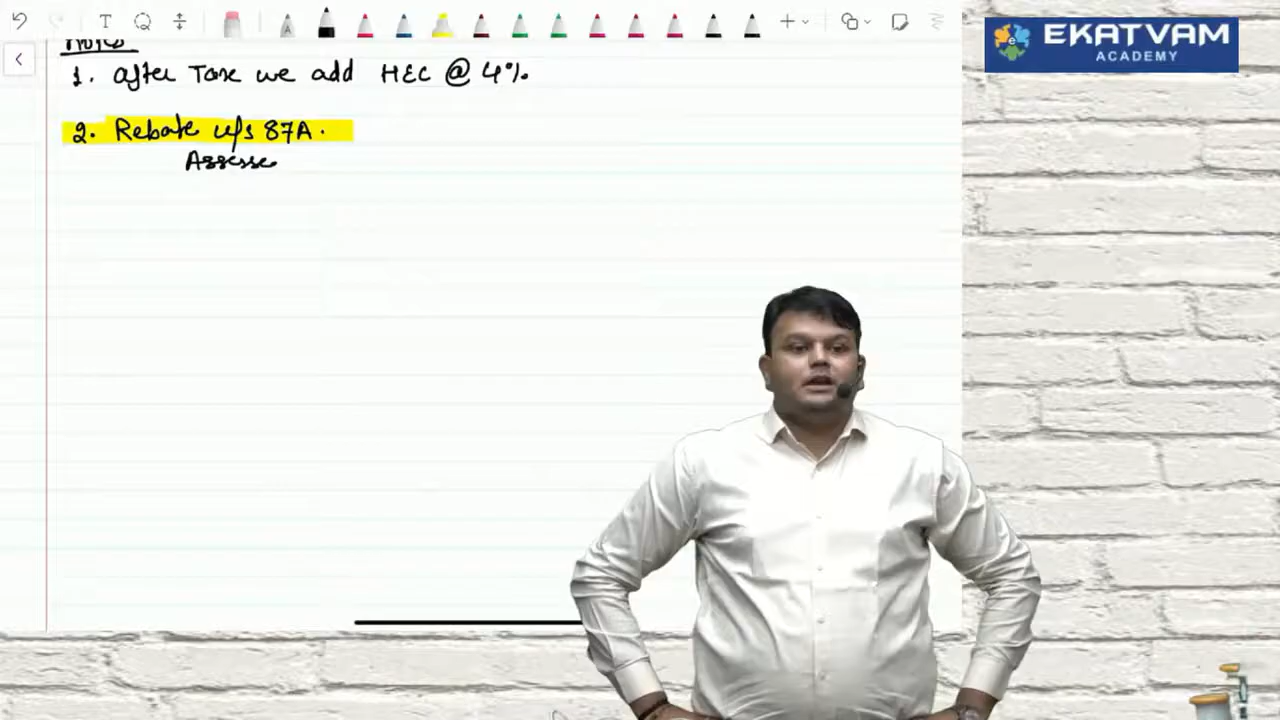 Note
1. After Tax we add HEC @ 4%
2. Rebate u/s 87A.
Assesse
EKATVAM
ACADEMY